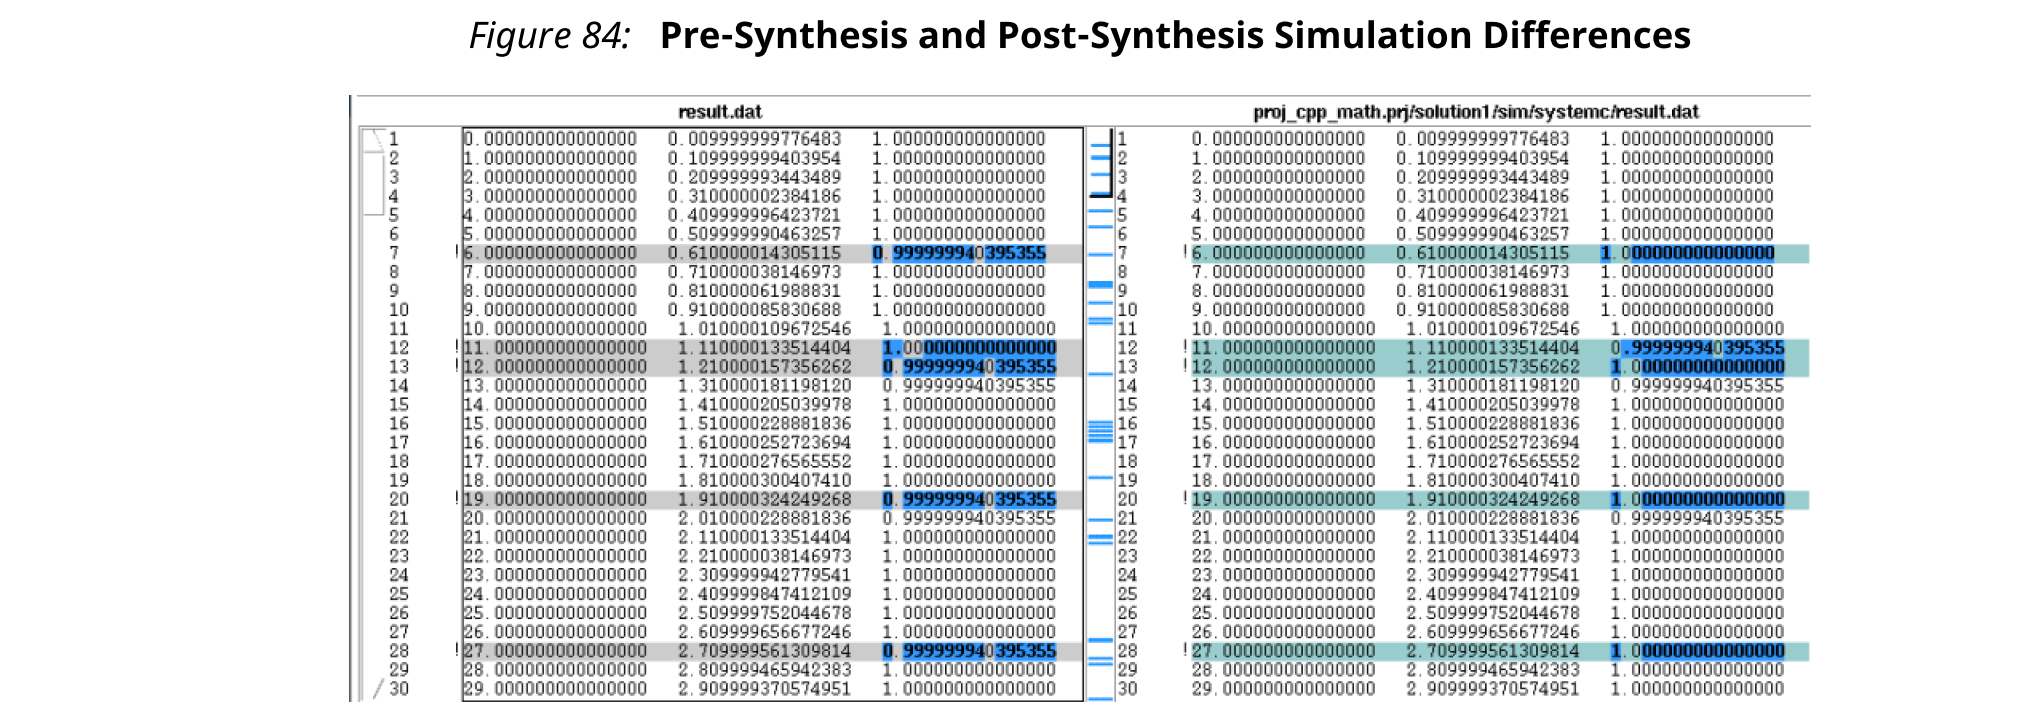 Figure 84: Pre-Synthesis and Post-Synthesis Simulation Differences
result.dat proj_cpp_math.prj/solution1/sim/systemc/result.dat
1 0.000000000000000 0.009999999776483 1.000000000000000 1 0.000000000000000 0.009999999776483 1.000000000000000
2 1.000000000000000 0.109999999403954 1.000000000000000 2 1.000000000000000 0.109999999403954 1.000000000000000
3 2.000000000000000 0.209999993443489 1.000000000000000 3 2.000000000000000 0.209999993443489 1.000000000000000
4 3.000000000000000 0.310000002384186 1.000000000000000 4 3.000000000000000 0.310000002384186 1.000000000000000
5 4.000000000000000 0.409999996423721 1.000000000000000 5 4.000000000000000 0.409999996423721 1.000000000000000
6 5.000000000000000 0.509999990463257 1.000000000000000 6 5.000000000000000 0.509999990463257 1.000000000000000
7 ! 6.000000000000000 0.610000014305115 0.999999940395355 7 ! 6.000000000000000 0.610000014305115 1.000000000000000
8 7.000000000000000 0.710000038146973 1.000000000000000 8 7.000000000000000 0.710000038146973 1.000000000000000
9 8.000000000000000 0.810000061988831 1.000000000000000 9 8.000000000000000 0.810000061988831 1.000000000000000
10 9.000000000000000 0.910000085830688 1.000000000000000 10 9.000000000000000 0.910000085830688 1.000000000000000
11 10.000000000000000 1.010000109672546 1.000000000000000 11 10.000000000000000 1.010000109672546 1.000000000000000
12 ! 11.000000000000000 1.110000133514404 1.000000000000000 12 ! 11.000000000000000 1.110000133514404 0.999999940395355
13 ! 12.000000000000000 1.210000157356262 0.999999940395355 13 ! 12.000000000000000 1.210000157356262 1.000000000000000
14 13.000000000000000 1.310000181198120 0.999999940395355 14 13.000000000000000 1.310000181198120 0.999999940395355
15 14.000000000000000 1.410000205039978 1.000000000000000 15 14.000000000000000 1.410000205039978 1.000000000000000
16 15.000000000000000 1.510000228881836 1.000000000000000 16 15.000000000000000 1.510000228881836 1.000000000000000
17 16.000000000000000 1.610000252723694 1.000000000000000 17 16.000000000000000 1.610000252723694 1.000000000000000
18 17.000000000000000 1.710000276565552 1.000000000000000 18 17.000000000000000 1.710000276565552 1.000000000000000
19 18.000000000000000 1.810000300407410 1.000000000000000 19 18.000000000000000 1.810000300407410 1.000000000000000
20 ! 19.000000000000000 1.910000324249268 0.999999940395355 20 ! 19.000000000000000 1.910000324249268 1.000000000000000
21 20.000000000000000 2.010000228881836 0.999999940395355 21 20.000000000000000 2.010000228881836 0.999999940395355
22 21.000000000000000 2.110000133514404 1.000000000000000 22 21.000000000000000 2.110000133514404 1.000000000000000
23 22.000000000000000 2.210000038146973 1.000000000000000 23 22.000000000000000 2.210000038146973 1.000000000000000
24 23.000000000000000 2.309999942779541 1.000000000000000 24 23.000000000000000 2.309999942779541 1.000000000000000
25 24.000000000000000 2.409999847412109 1.000000000000000 25 24.000000000000000 2.409999847412109 1.000000000000000
26 25.000000000000000 2.509999752044678 1.000000000000000 26 25.000000000000000 2.509999752044678 1.000000000000000
27 26.000000000000000 2.609999656677246 1.000000000000000 27 26.000000000000000 2.609999656677246 1.000000000000000
28 ! 27.000000000000000 2.709999561309814 0.999999940395355 28 ! 27.000000000000000 2.709999561309814 1.000000000000000
29 28.000000000000000 2.809999465942383 1.000000000000000 29 28.000000000000000 2.809999465942383 1.000000000000000
30 29.000000000000000 2.909999370574951 1.000000000000000 30 29.000000000000000 2.909999370574951 1.000000000000000